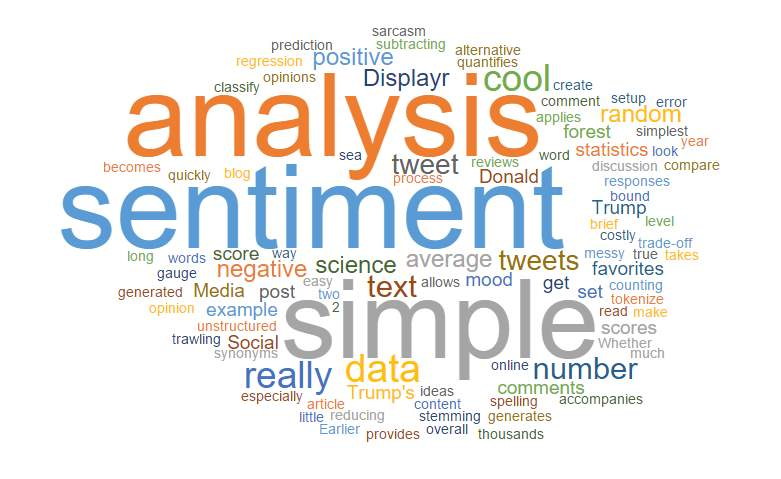 sarcasm
prediction subtracting
regression positive alternative
opinions quantifies
classify Displayr cool create
analysis comment setup error
applies random
forest simplest
becomes sea tweet reviews word statistics look year
quickly blog process Donald discussion compare
sentiment responses
bound
Trump level
brief costly trade-off
long words score way average tweets messy true takes
gauge negative science mood favorites
generated Media post easy text allows get set counting
opinion example two 2 simple tokenize
unstructured read make
trawling Social scores
synonyms Whether
much
really data online number
especially Trump's ideas comments accompanies
article content spelling
little reducing stemming generates
Earlier provides overall thousands